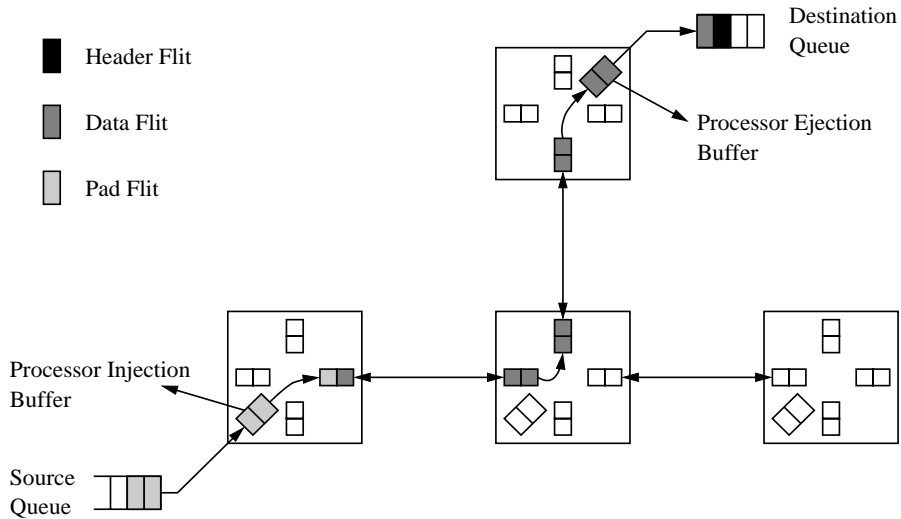 Destination
Queue
Header Flit
Data Flit
Processor Ejection
Buffer
Pad Flit
Processor Injection
Buffer
Source
Queue